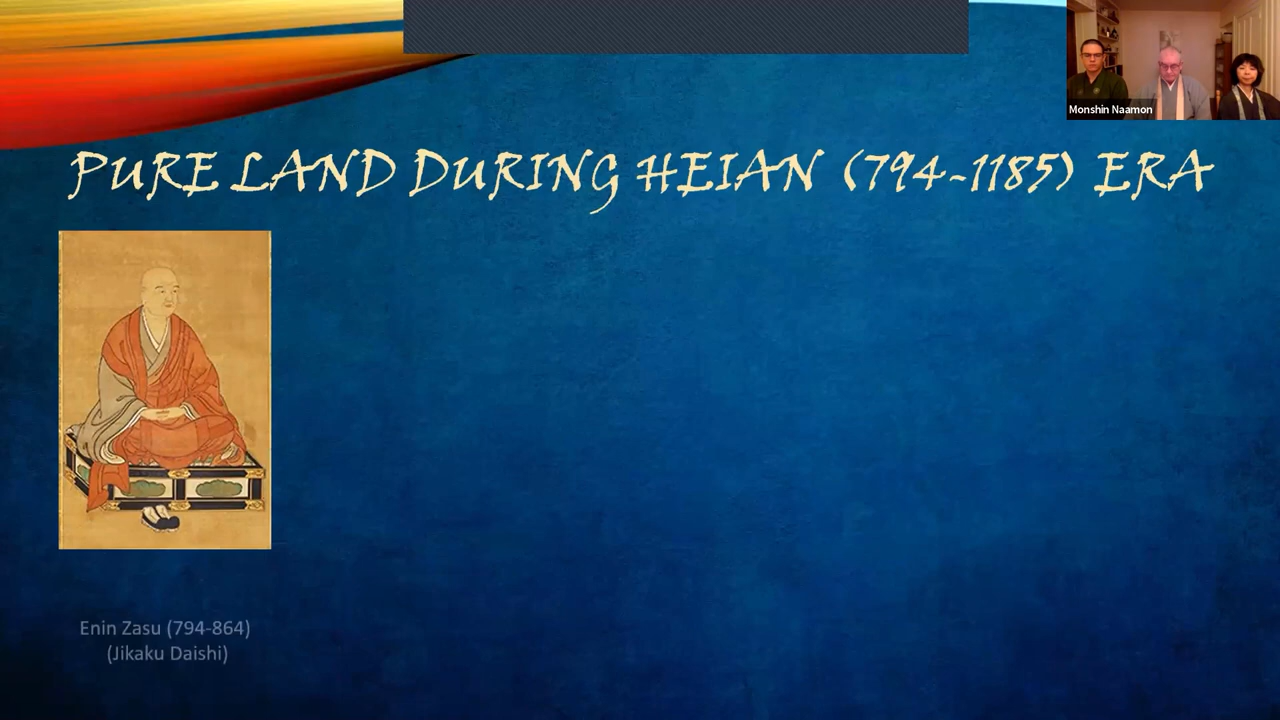 Monshin Naamon
PURE LAND DURING HEIAN (794-1185) ERA
Enin Zasu (794-864)
(Jikaku Daishi)